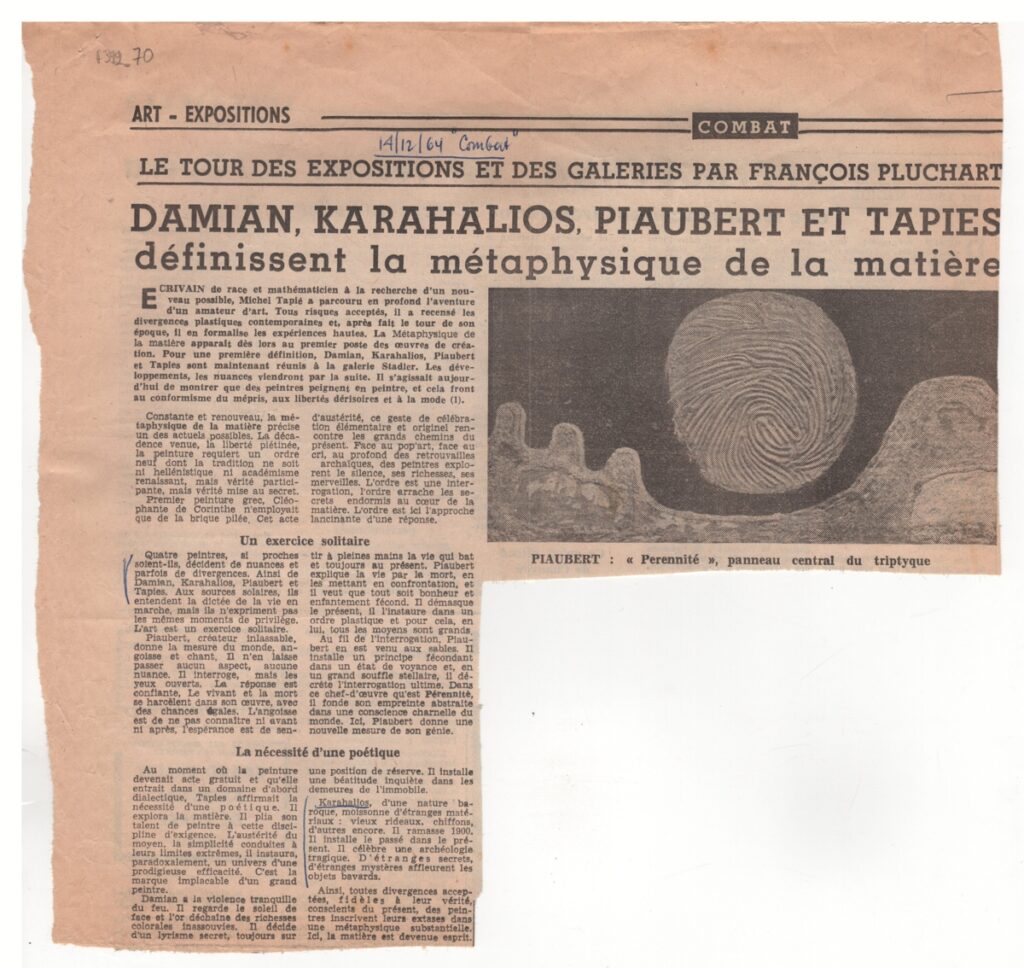 1392_70
ART - EXPOSITIONS
COMBAT
14/12/64 "Combat"
LE TOUR DES EXPOSITIONS ET DES GALERIES PAR FRANÇOIS PLUCHART
DAMIAN, KARAHALIOS, PIAUBERT ET TAPIES
définissent la métaphysique de la matière
ECRIVAIN de race et mathématicien à la recherche d'un nou-
veau possible, Michel Tapié a parcouru en profond l'aventure
d'un amateur d'art. Tous risques acceptés, il a recensé les
divergences plastiques contemporaines et, après fait le tour de son
époque, il en formalise les expériences hautes. La Métaphysique de
la matière apparaît dès lors au premier poste des œuvres de créa-
tion. Pour une première définition, Damian, Karahalios, Piaubert
et Tapies sont maintenant réunis à la galerie Stadler. Les déve-
loppements, les nuances viendront par la suite. Il s'agissait aujour-
d'hui de montrer que des peintres peignent en peintre, et cela front
au conformisme du mépris, aux libertés dérisoires et à la mode (1).
Constante et renouveau, la mé-
taphysique de la matière précise
un des actuels possibles. La déca-
dence venue, la liberté piétinée,
la peinture requiert un ordre
neuf dont la tradition ne soit
ni hellénistique ni académisme
renaissant, mais vérité partici-
pante, mais vérité mise au secret.
Premier peinture grec, Cléo-
phante de Corinthe n'employait
que de la brique pilée. Cet acte
d'austérité, ce geste de célébra-
tion élémentaire et originel ren-
contre les grands chemins du
présent. Face au pop'art, face au
cri, au profond des retrouvailles
archaïques, des peintres explo-
rent le silence, ses richesses, ses
merveilles. L'ordre est une inter-
rogation, l'ordre arrache les se-
crets endormis au cœur de la
matière. L'ordre est ici l'approche
lancinante d'une réponse.
PIAUBERT : « Perennité », panneau central du triptyque
Un exercice solitaire
Quatre peintres, si proches
soient-ils, décident de nuances et
parfois de divergences. Ainsi de
Damian, Karahalios, Piaubert et
Tapies. Aux sources solaires, ils
entendent la dictée de la vie en
marche, mais ils n'expriment pas
les mêmes moments de privilège.
L'art est un exercice solitaire.
Piaubert, créateur inlassable,
donne la mesure du monde, an-
goisse et chant. Il n'en laisse
passer aucun aspect, aucune
nuance. Il interroge, mais les
yeux ouverts. La réponse est
confiante. Le vivant et la mort
se harcèlent dans son œuvre, avec
des chances égales. L'angoisse
est de ne pas connaître ni avant
ni après, l'espérance est de sen-
tir à pleines mains la vie qui bat
et toujours au présent. Piaubert
explique la vie par la mort, en
les mettant en confrontation, et
il veut que tout soit bonheur et
enfantement fécond. Il démasque
le présent, il l'instaure dans un
ordre plastique et pour cela, en
lui, tous les moyens sont grands.
Au fil de l'interrogation, Piau-
bert en est venu aux sables. Il
installe un principe fécondant
dans un état de voyance et, en
un grand souffle stellaire, il dé-
crète l'interrogation ultime. Dans
ce chef-d'œuvre qu'est Pérennité,
il fonde son empreinte abstraite
dans une conscience charnelle du
monde. Ici, Piaubert donne une
nouvelle mesure de son génie.
La nécessité d'une poétique
Au moment où la peinture
devenait acte gratuit et qu'elle
entrait dans un domaine d'abord
dialectique, Tapies affirmait la
nécessité d'une poétique. Il
explora la matière. Il plia son
talent de peintre à cette disci-
pline d'exigence. L'austérité du
moyen, la simplicité conduites à
leurs limites extrêmes, il instaura,
paradoxalement, un univers d'une
prodigieuse efficacité. C'est la
marque implacable d'un grand
peintre.
Damian a la violence tranquille
du feu. Il regarde le soleil de
face et l'or déchaîne des richesses
colorales inassouvies. Il décide
d'un lyrisme secret, toujours sur
une position de réserve. Il installe
une béatitude inquiète dans les
demeures de l'immobile.
Karahalios, d'une nature ba-
roque, moissonne d'étranges maté-
riaux : vieux rideaux, chiffons,
d'autres encore. Il ramasse 1900.
Il installe le passé dans le pré-
sent. Il célèbre une archéologie
tragique. D'étranges secrets,
d'étranges mystères affleurent les
objets bavards.
Ainsi, toutes divergences accep-
tées, fidèles à leur vérité,
conscients du présent, des pein-
tres inscrivent leurs extases dans
une métaphysique substantielle.
Ici, la matière est devenue esprit.